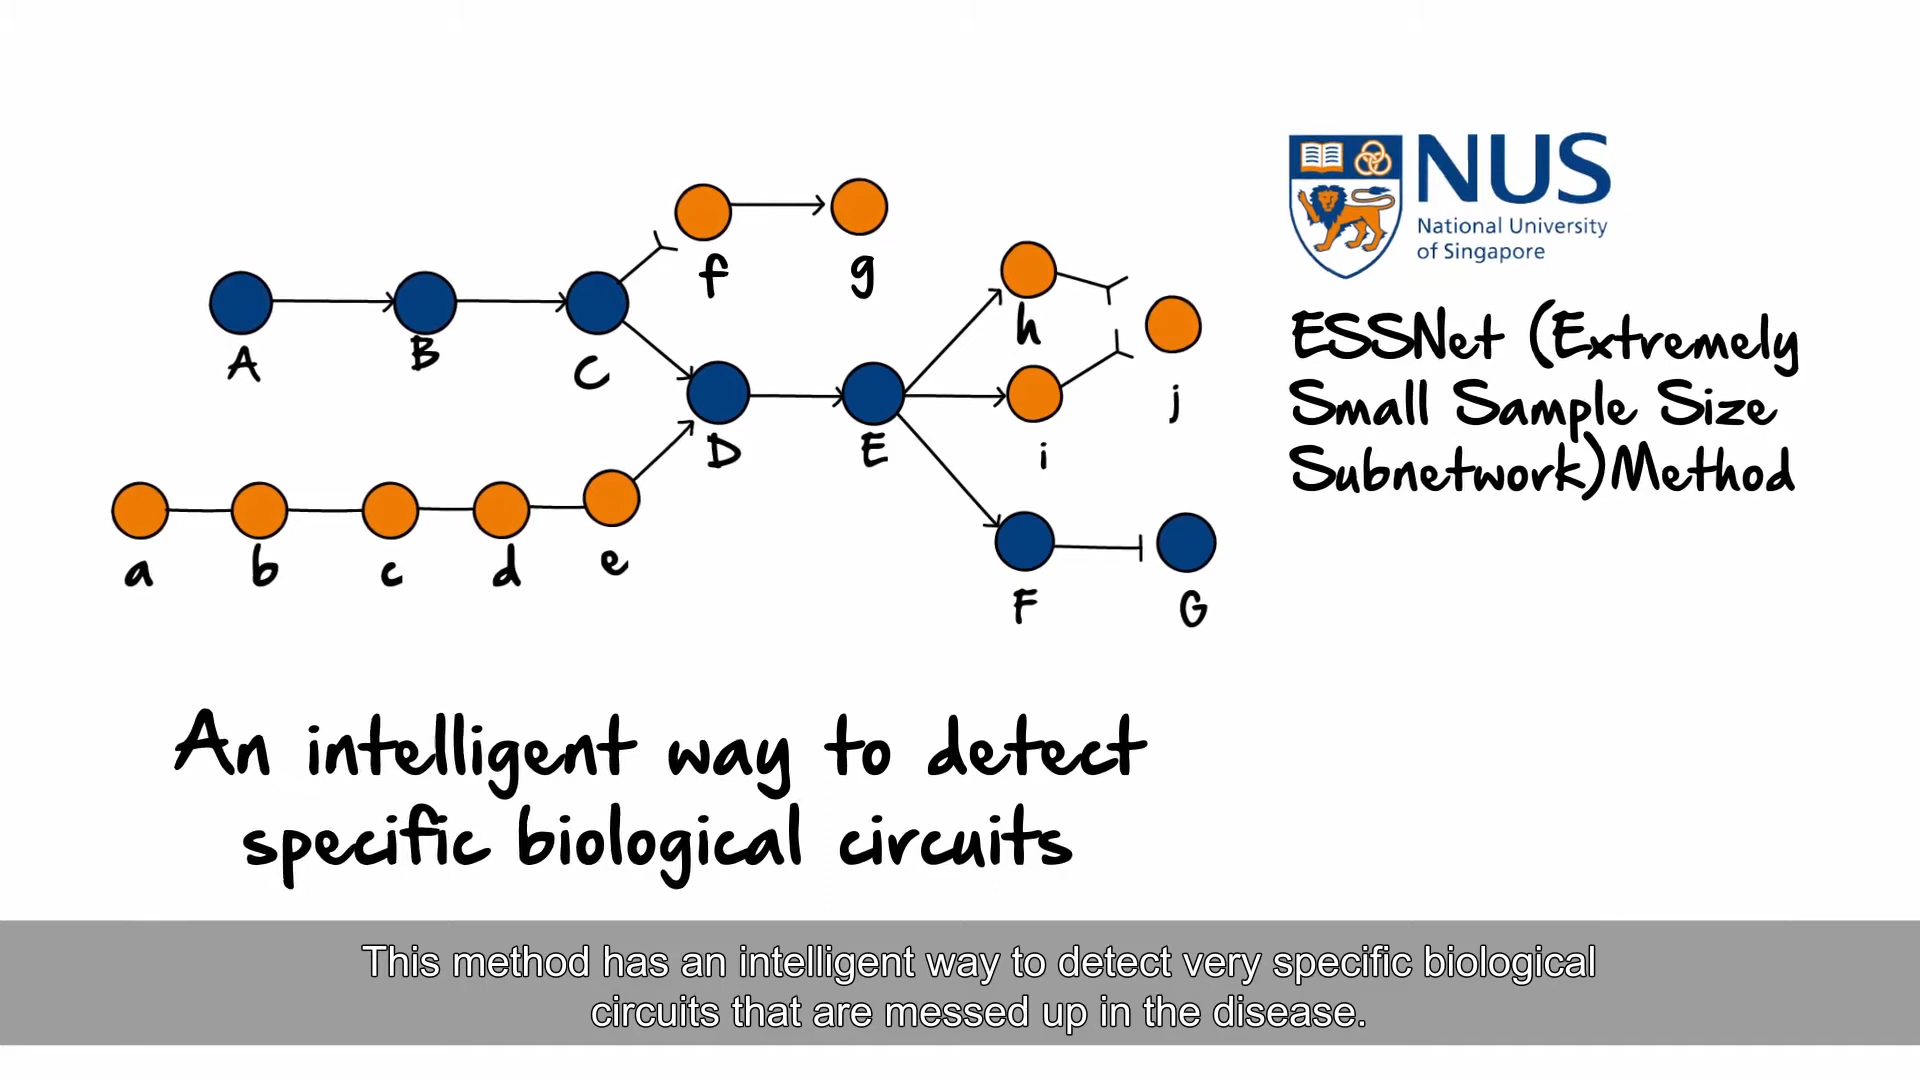 f
g
A
B
C
D
E
h
i
j
a
b
c
d
e
F
G
NUS
National University
of Singapore
ESSNet (Extremely
Small Sample Size
Subnetwork)Method
An intelligent way to detect
specific biological circuits
This method has an intelligent way to detect very specific biological
circuits that are messed up in the disease.